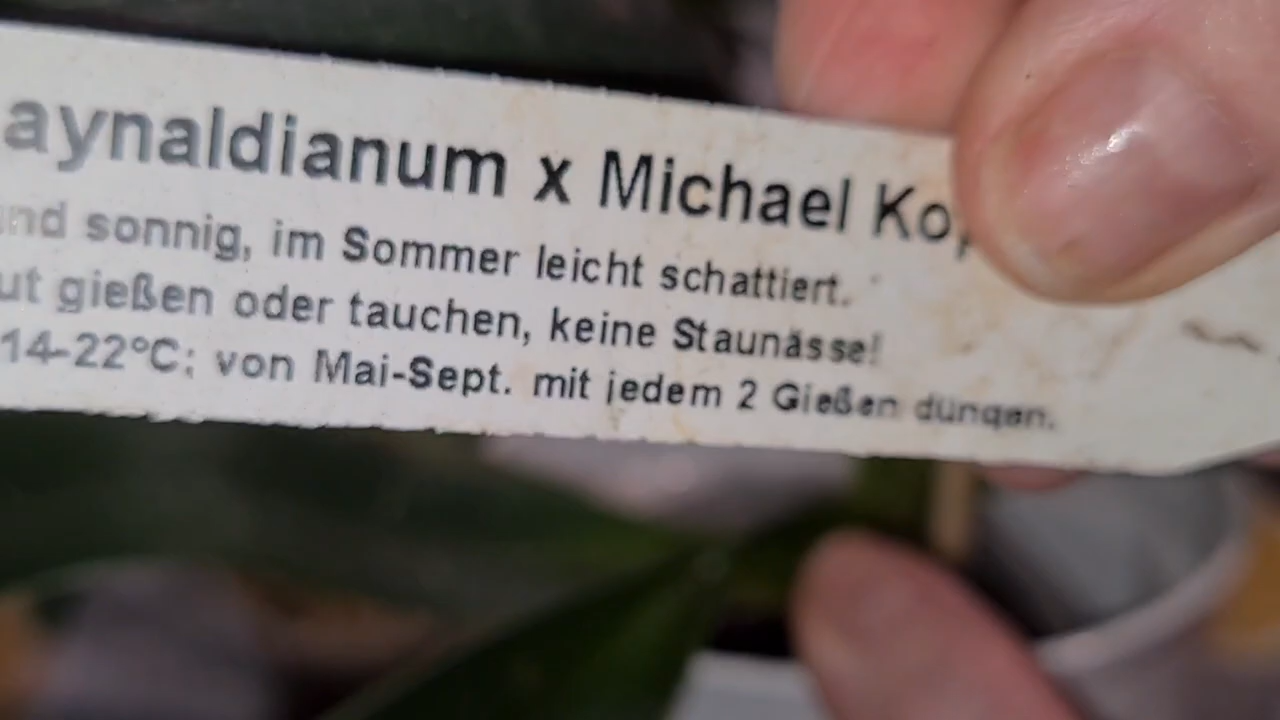 aynaldianum x Michael Ko
nd sonnig, im Sommer leicht schattiert.
ut gießen oder tauchen, keine Staunässe!
14-22°C; von Mai-Sept. mit jedem 2 Gießen düngen.